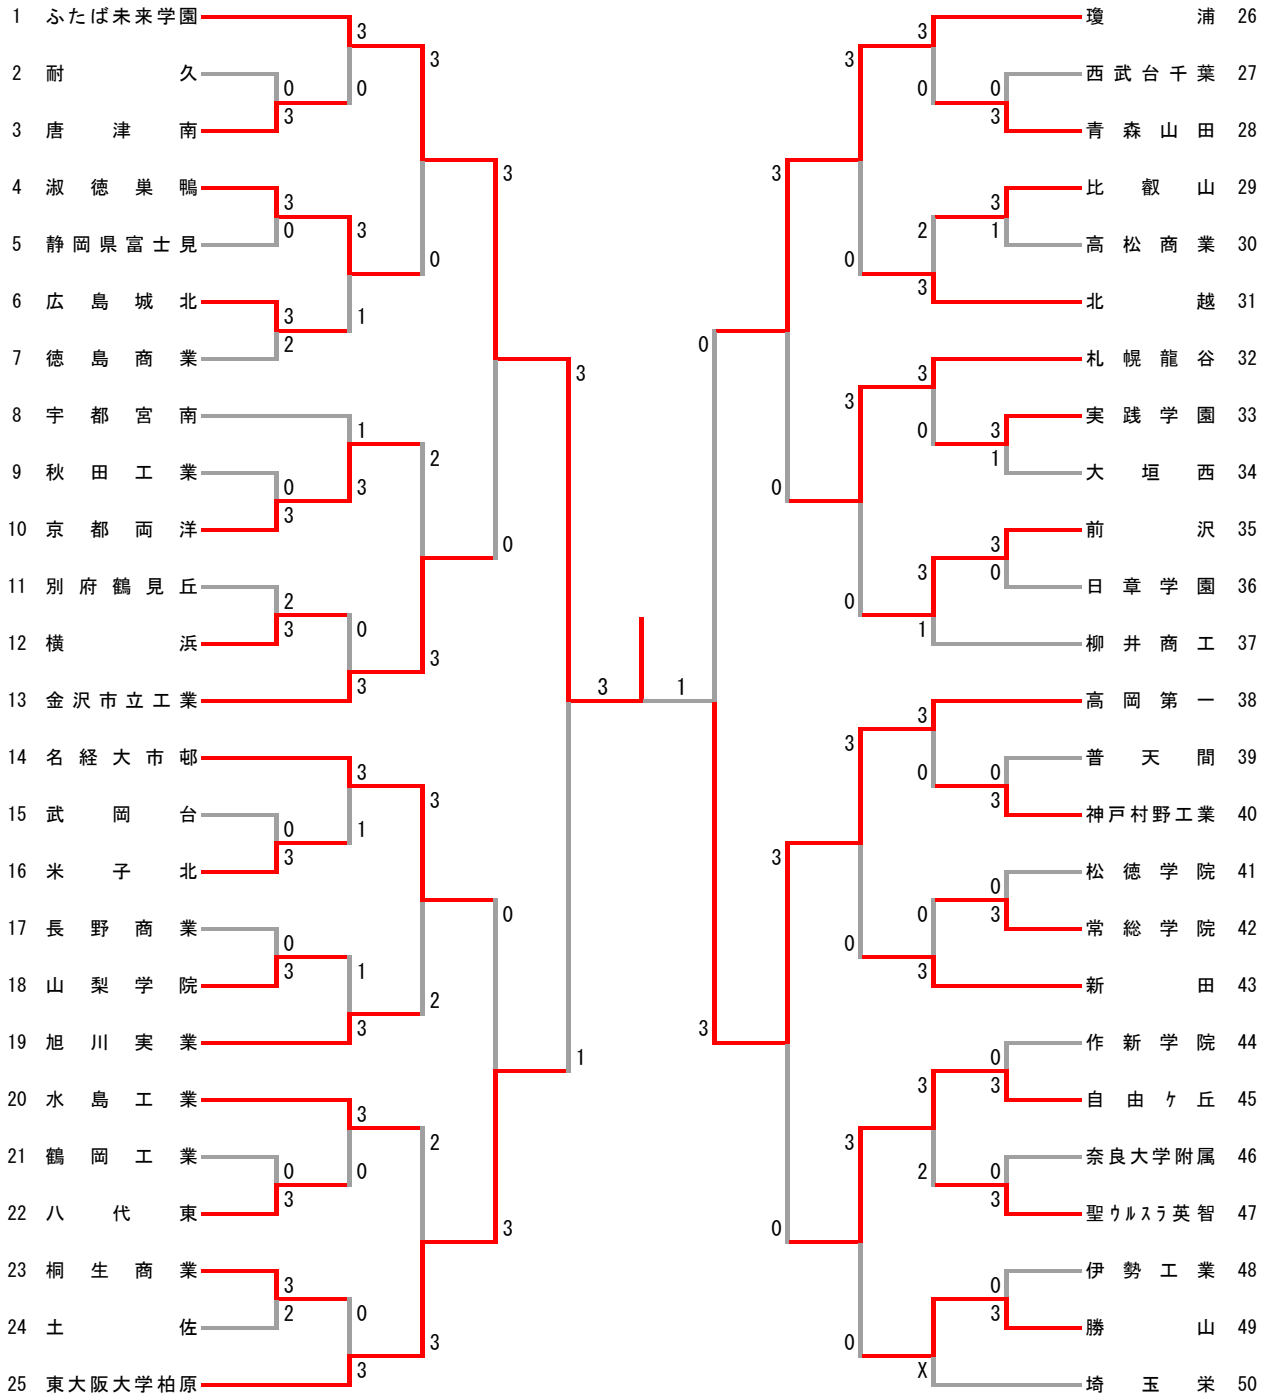 1 ふたば未来学園
2 耐久
3 唐津南
4 淑徳巣鴨
5 静岡県富士見
6 広島城北
7 徳島商業
8 宇都宮南
9 秋田工業
10 京都両洋
11 別府鶴見丘
12 横浜
13 金沢市立工業
14 名経大市邨
15 武岡台
16 米子北
17 長野商業
18 山梨学院
19 旭川実業
20 水島工業
21 鶴岡工業
22 八代東
23 桐生商業
24 土佐
25 東大阪大学柏原
0
3
3
0
3
2
0
3
2
3
0
3
0
3
0
3
3
2
3
0
3
1
1
3
0
3
3
1
1
3
3
0
0
3
3
0
2
3
3
2
2
3
3
0
0
3
3
1
3
1
0
3
3
0
3
0
3
0
3
0
3
3
0
0
3
3
2
3
3
0
3
1
3
0
0
3
3
2
X
0
3
3
1
3
1
3
0
0
3
0
3
0
3
0
3
0
3
瓊浦 26
西武台千葉 27
青森山田 28
比叡山 29
高松商業 30
北越 31
札幌龍谷 32
実践学園 33
大垣西 34
前沢 35
日章学園 36
柳井商工 37
高岡第一 38
普天間 39
神戸村野工業 40
松徳学院 41
常総学院 42
新田 43
作新学院 44
自由ケ丘 45
奈良大学附属 46
聖ウルスラ英智 47
伊勢工業 48
勝山 49
埼玉栄 50